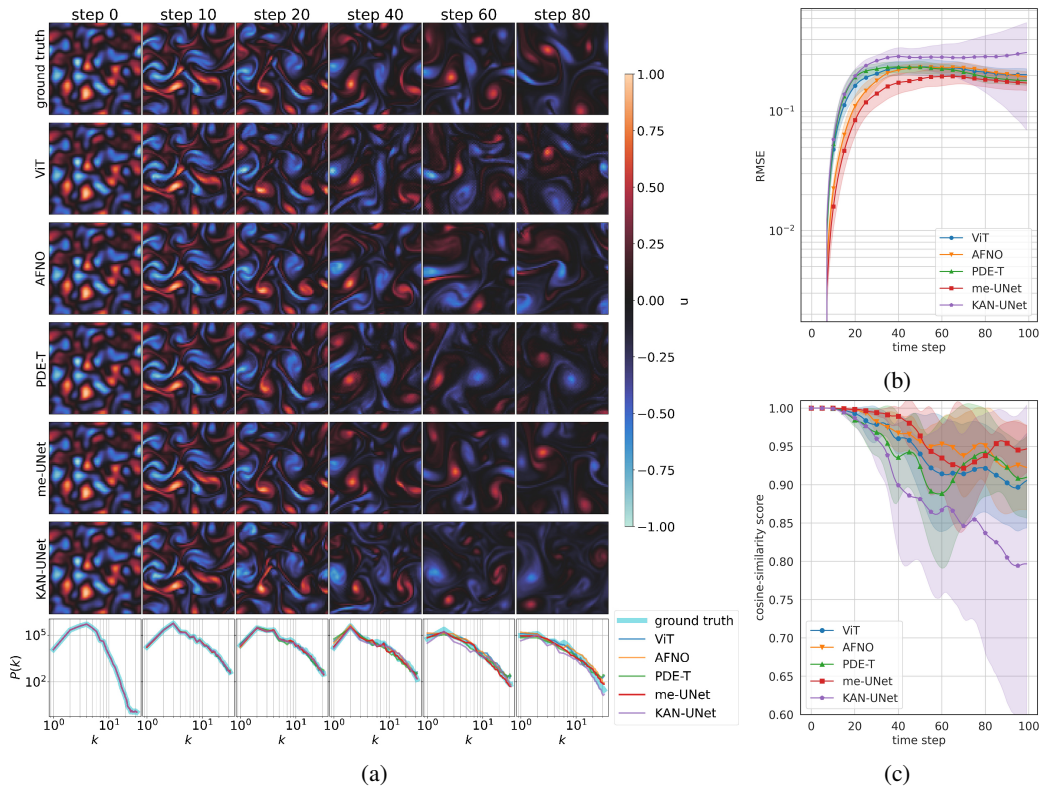 step 0 step 10 step 20 step 40 step 60 step 80
ground truth
ViT
AFNO
PDE-T
me-UNet
KAN-UNet
1.00
0.75
0.50
0.25
0.00
−0.25
−0.50
−0.75
−1.00
u
P(k)
10^5
10^2
10^0 10^1 10^0 10^1 10^0 10^1 10^0 10^1 10^0 10^1 10^0 10^1
k k k k k k
ground truth
ViT
AFNO
PDE-T
me-UNet
KAN-UNet
(a)
RMSE
10^−1
10^−2
ViT
AFNO
PDE-T
me-UNet
KAN-UNet
0 20 40 60 80 100
time step
(b)
cosine-similarity score
1.00
0.95
0.90
0.85
0.80
0.75
0.70
0.65
0.60
ViT
AFNO
PDE-T
me-UNet
KAN-UNet
0 20 40 60 80 100
time step
(c)